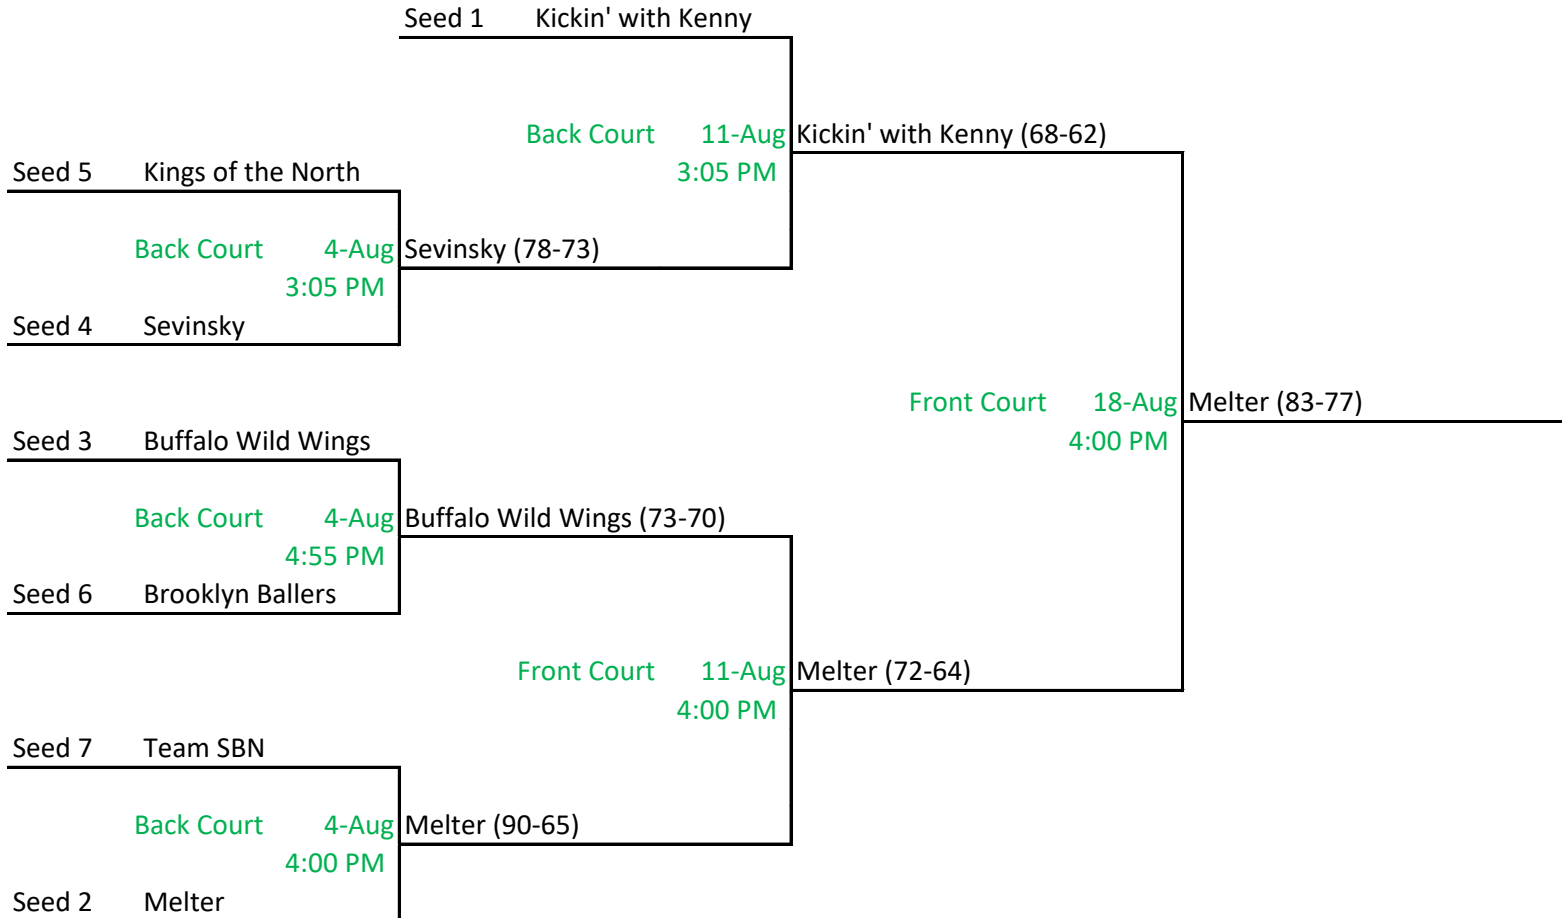 Seed 1 Kickin' with Kenny
Back Court 11-Aug Kickin' with Kenny (68-62)
3:05 PM
Seed 5 Kings of the North
Back Court 4-Aug Sevinsky (78-73)
3:05 PM
Seed 4 Sevinsky
Front Court 18-Aug Melter (83-77)
4:00 PM
Seed 3 Buffalo Wild Wings
Back Court 4-Aug Buffalo Wild Wings (73-70)
4:55 PM
Seed 6 Brooklyn Ballers
Front Court 11-Aug Melter (72-64)
4:00 PM
Seed 7 Team SBN
Back Court 4-Aug Melter (90-65)
4:00 PM
Seed 2 Melter